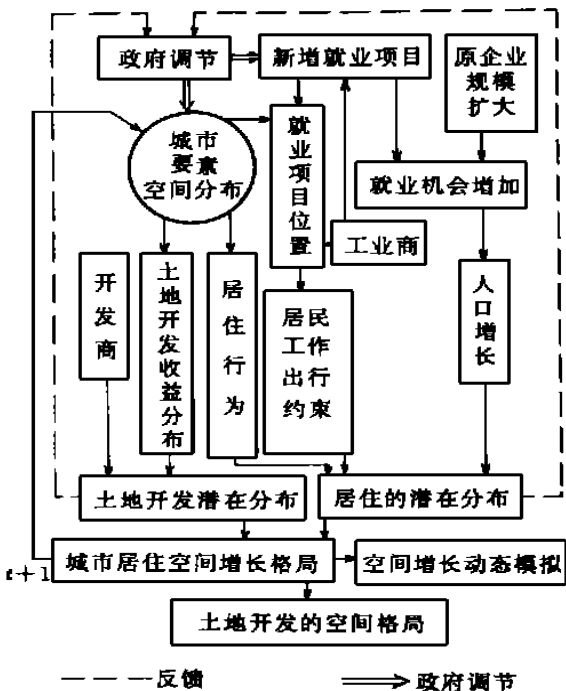 政府调节
新增就业项目
原企业
规模
扩大
城市
要素
空间分布
就业项目位置
就业机会增加
工业商
开发商
土地开发收益分布
居住行为
居民
工作
出行
约束
人口增长
土地开发潜在分布
居住的潜在分布
t+1
城市居住空间增长格局
空间增长动态模拟
土地开发的空间格局
反馈
政府调节